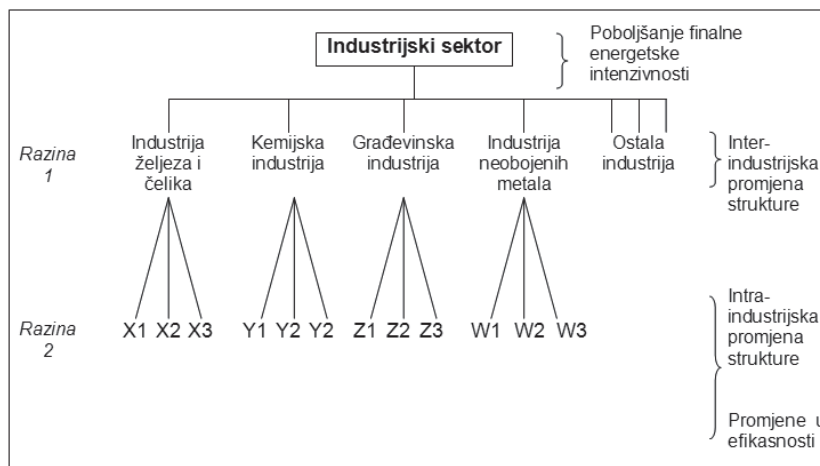 Industrijski sektor
Poboljšanje finalne
energetske
intenzivnosti
Razina
1
Industrija
željeza i
čelika
Kemijska
industrija
Građevinska
industrija
Industrija
neobojenih
metala
Ostala
industrija
Inter-
industrijska
promjena
strukture
Razina
2
X1 X2 X3
Y1 Y2 Y2
Z1 Z2 Z3
W1 W2 W3
Intra-
industrijska
promjena
strukture
Promjene u
efikasnosti